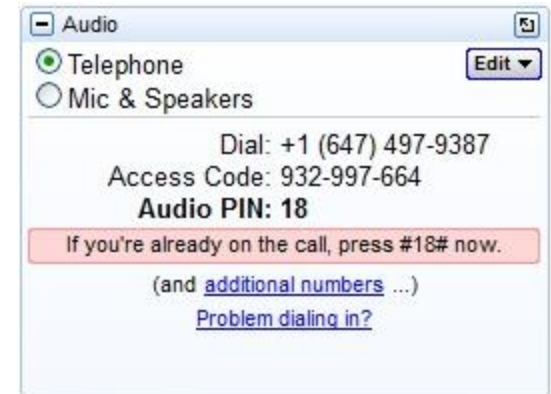 Audio
Telephone
Edit
Mic & Speakers
Dial: +1 (647) 497-9387
Access Code: 932-997-664
Audio PIN: 18
If you're already on the call, press #18# now.
(and additional numbers ...)
Problem dialing in?